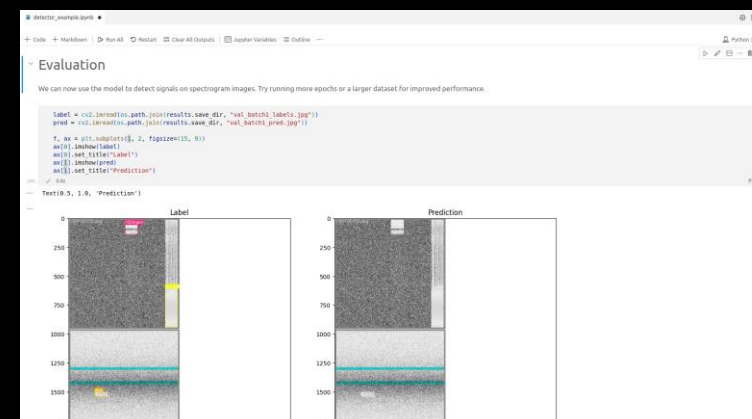 detector_example.ipynb
+ Code + Markdown | Run All Restart Clear All Outputs | Jupyter Variables Outline ...
Python
Evaluation
We can now use the model to detect signals on spectrogram images. Try running more epochs or a larger dataset for improved performance.
label = cv2.imread(os.path.join(results.save_dir, "val_batch1_labels.jpg"))
pred = cv2.imread(os.path.join(results.save_dir, "val_batch1_pred.jpg"))
f, ax = plt.subplots(1, 2, figsize=(15, 9))
ax[0].imshow(label)
ax[0].set_title("Label")
ax[1].imshow(pred)
ax[1].set_title("Prediction")
Text(0.5, 1.0, 'Prediction')
Label
Prediction
0
250
500
750
1000
1250
1500
0
250
500
750
1000
1250
1500